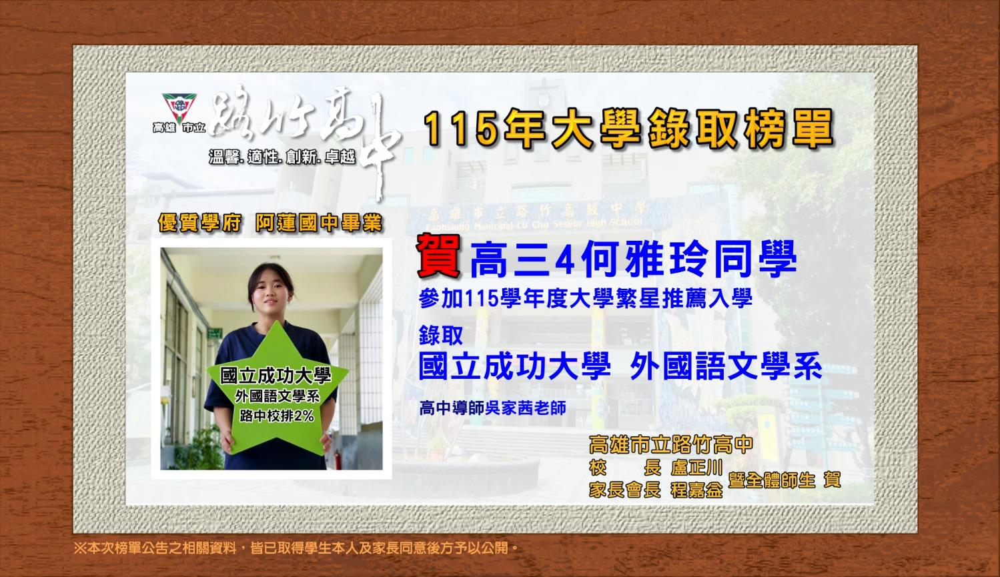 高雄市立
路竹高中
溫馨.適性.創新.卓越
115年大學錄取榜單
優質學府 阿蓮國中畢業
高雄市立路竹高級中學
Kaohsiung Municipal Lu Chu Senior High School
賀高三4何雅玲同學
參加115學年度大學繁星推薦入學
錄取
國立成功大學 外國語文學系
高中導師吳家茜老師
國立成功大學
外國語文學系
路中校排2%
高雄市立路竹高中
校 長 盧正川
家長會長 程嘉益
暨全體師生 賀
※本次榜單公告之相關資料，皆已取得學生本人及家長同意後方予以公開。